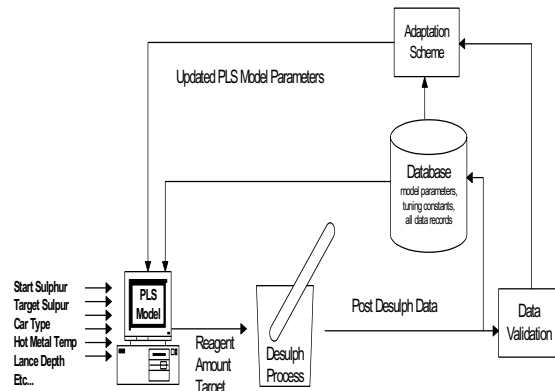 Adaptation
Scheme
Updated PLS Model Parameters
Database
model parameters,
tuning constants,
all data records
Start Sulphur
Target Sulpur
Car Type
Hot Metal Temp
Lance Depth
Etc...
PLS
Model
Reagent
Amount
Target
Desulph
Process
Post Desulph Data
Data
Validation